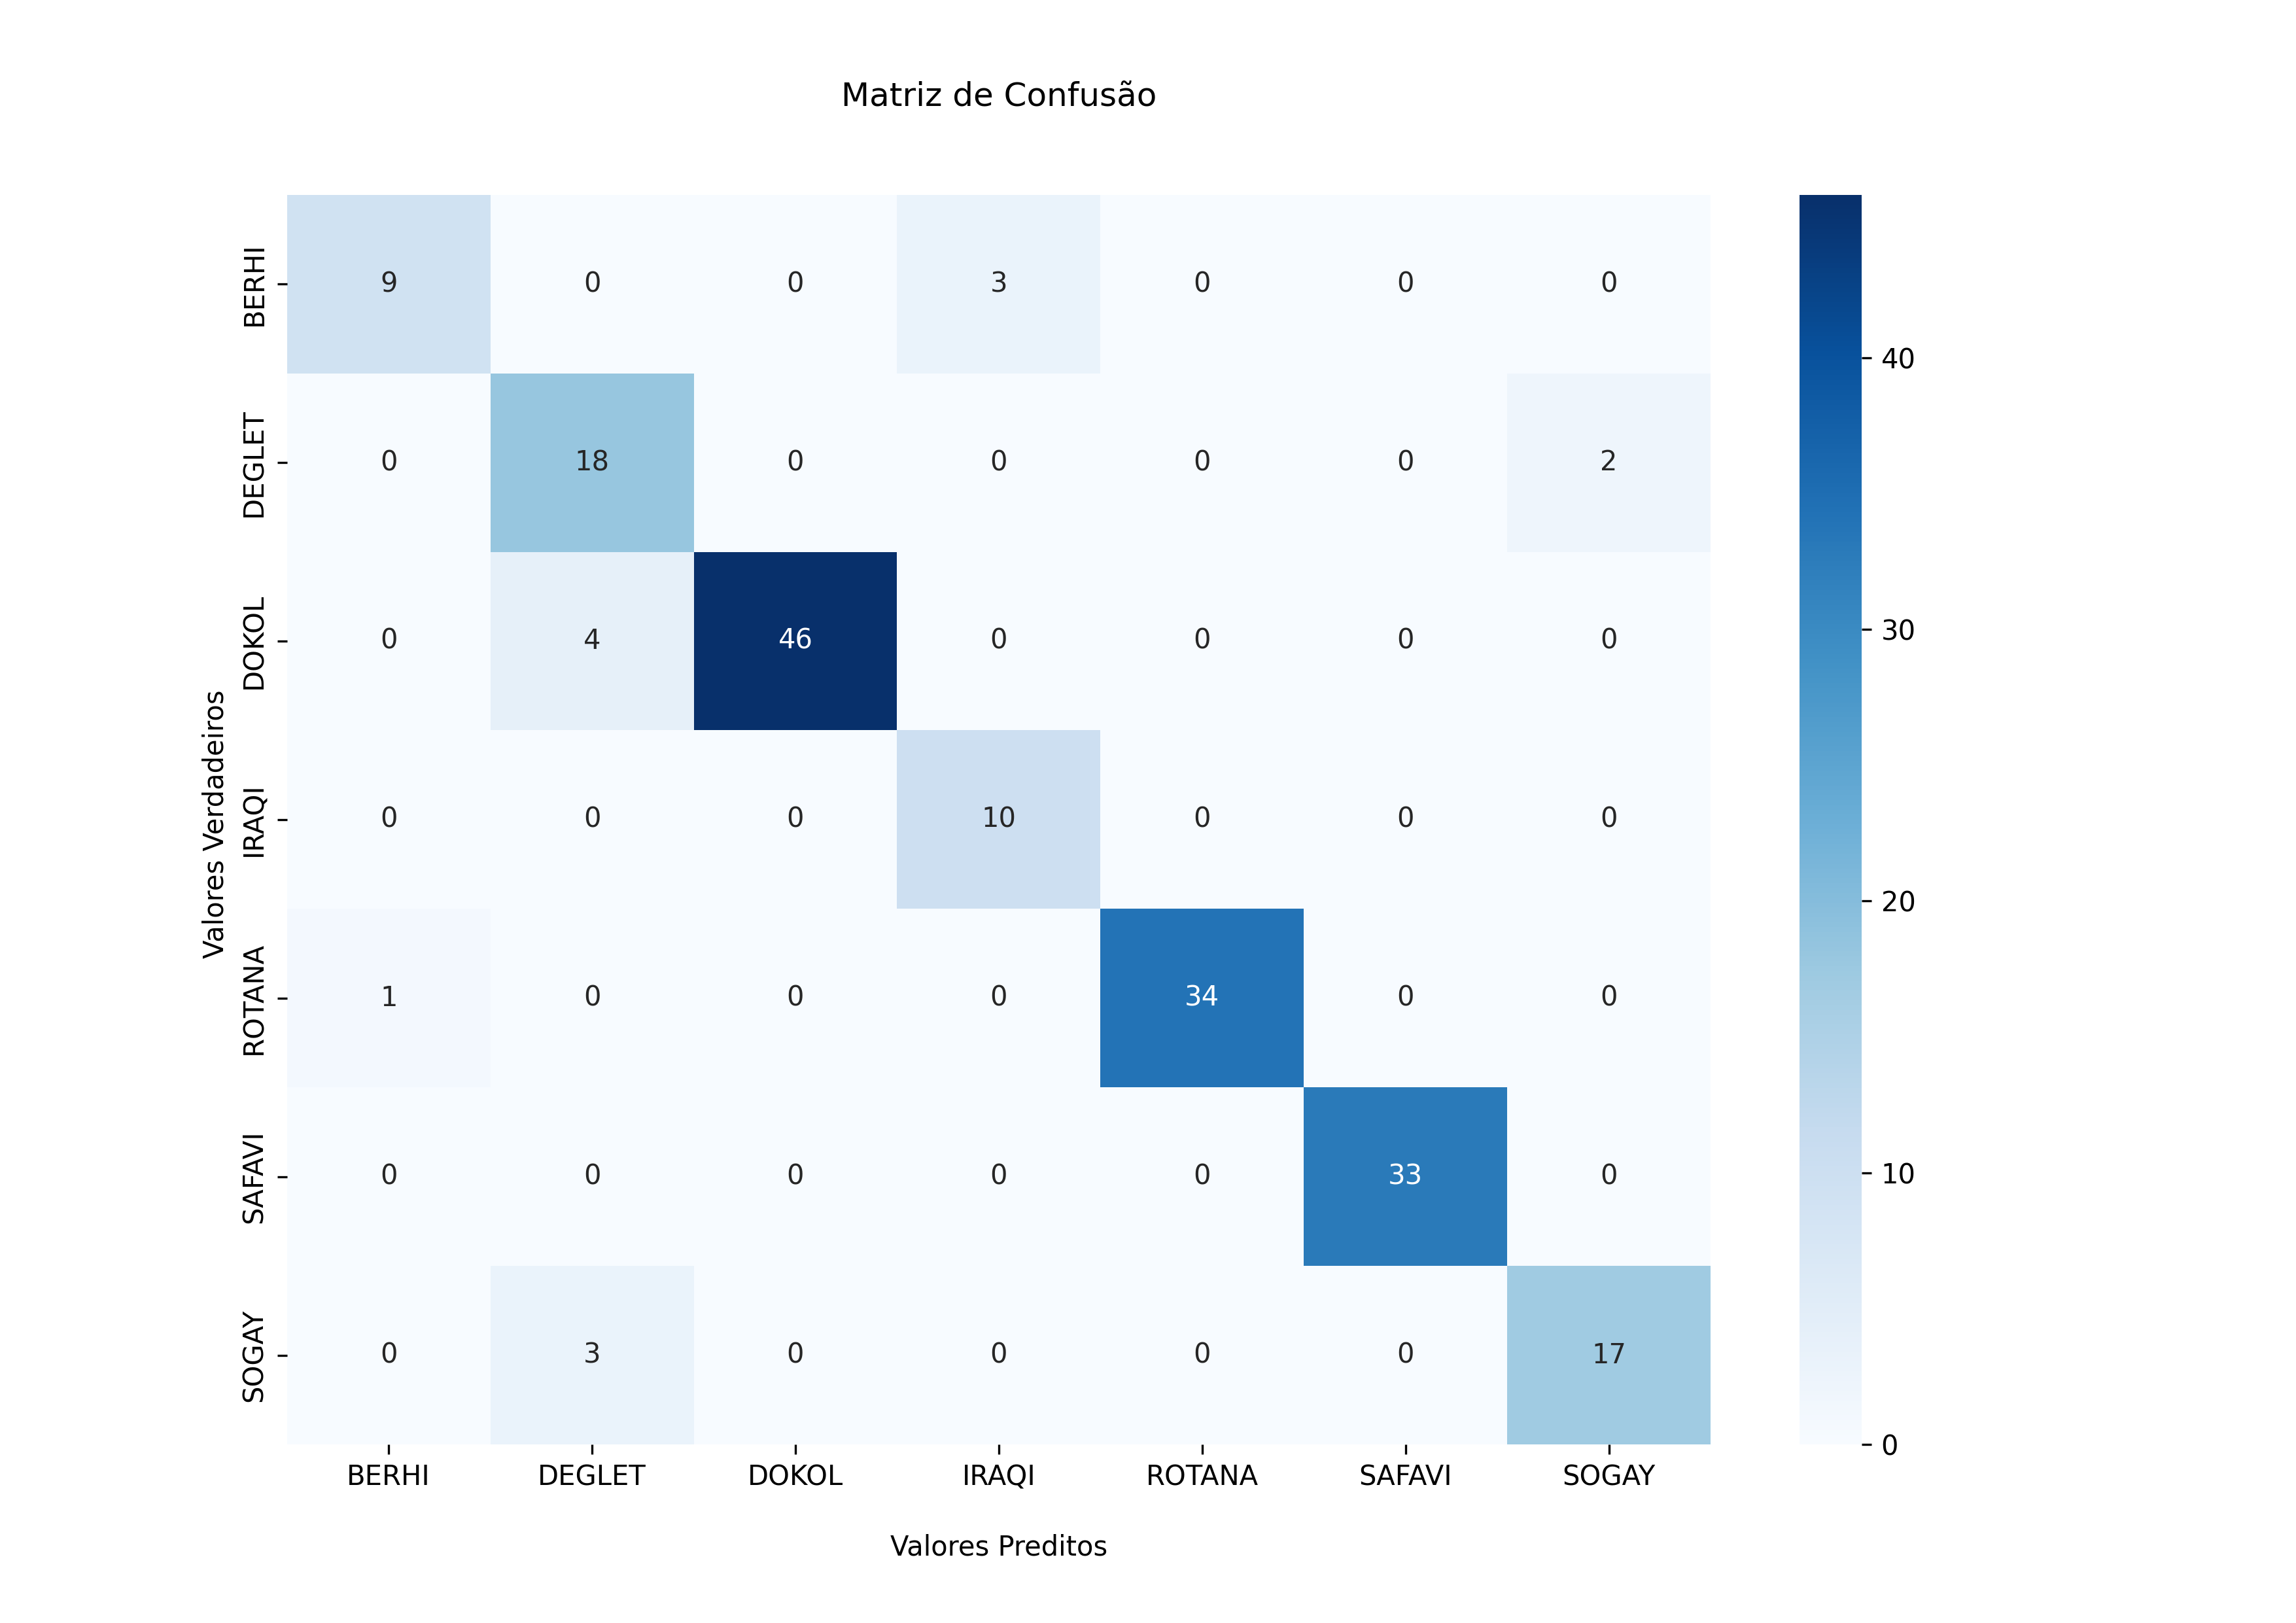 Matriz de Confusão
Valores Verdadeiros
BERHI 9 0 0 3 0 0 0
DEGLET 0 18 0 0 0 0 2
DOKOL 0 4 46 0 0 0 0
IRAQI 0 0 0 10 0 0 0
ROTANA 1 0 0 0 34 0 0
SAFAVI 0 0 0 0 0 33 0
SOGAY 0 3 0 0 0 0 17
BERHI DEGLET DOKOL IRAQI ROTANA SAFAVI SOGAY
Valores Preditos
40
30
20
10
0